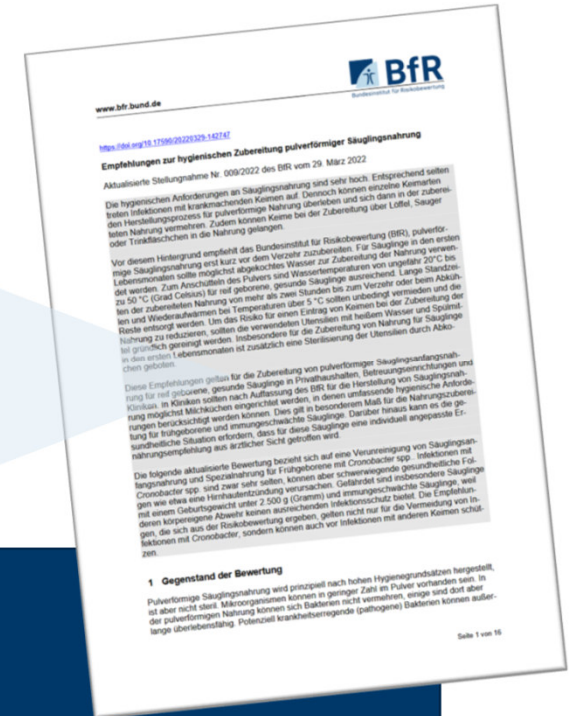 www.bfr.bund.de
BfR
Bundesinstitut für Risikobewertung
https://doi.org/10.17590/20220329-142747
Empfehlungen zur hygienischen Zubereitung pulverförmiger Säuglingsnahrung
Aktualisierte Stellungnahme Nr. 009/2022 des BfR vom 29. März 2022
Die hygienischen Anforderungen an Säuglingsnahrung sind sehr hoch. Entsprechend selten
treten Infektionen mit krankmachenden Keimen auf. Dennoch können einzelne Keimarten
den Herstellungsprozess für pulverförmige Nahrung überleben und sich dann in der zuberei-
teten Nahrung vermehren. Zudem können Keime bei der Zubereitung über Löffel, Sauger
oder Trinkfläschchen in die Nahrung gelangen.
Vor diesem Hintergrund empfiehlt das Bundesinstitut für Risikobewertung (BfR), pulverför-
mige Säuglingsnahrung erst kurz vor dem Verzehr zuzubereiten. Für Säuglinge in den ersten
Lebensmonaten sollte möglichst abgekochtes Wasser zur Zubereitung der Nahrung verwen-
det werden. Zum Anschütteln des Pulvers sind Wassertemperaturen von ungefähr 20°C bis
zu 50 °C (Grad Celsius) für reif geborene, gesunde Säuglinge ausreichend. Lange Standzei-
ten der zubereiteten Nahrung von mehr als zwei Stunden bis zum Verzehr oder beim Abküh-
len und Wiederaufwärmen bei Temperaturen über 5 °C sollten unbedingt vermieden und die
Reste entsorgt werden. Um das Risiko für einen Eintrag von Keimen bei der Zubereitung der
Nahrung zu reduzieren, sollten die verwendeten Utensilien mit heißem Wasser und Spülmit-
tel gründlich gereinigt werden. Insbesondere für die Zubereitung von Nahrung für Säuglinge
in den ersten Lebensmonaten ist zusätzlich eine Sterilisierung der Utensilien durch Abko-
chen geboten.
Diese Empfehlungen gelten für die Zubereitung von pulverförmiger Säuglingsanfangsnah-
rung für reif geborene, gesunde Säuglinge in Privathaushalten, Betreuungseinrichtungen und
Kliniken. In Kliniken sollten nach Auffassung des BfR für die Herstellung von Säuglingsnah-
rung möglichst Milchküchen eingerichtet werden, in denen umfassende hygienische Anforde-
rungen berücksichtigt werden können. Dies gilt in besonderem Maß für die Nahrungszuberei-
tung für frühgeborene und immungeschwächte Säuglinge. Darüber hinaus kann es die ge-
sundheitliche Situation erfordern, dass für diese Säuglinge eine individuell angepasste Er-
nährungsempfehlung aus ärztlicher Sicht getroffen wird.
Die folgende aktualisierte Bewertung bezieht sich auf eine Verunreinigung von Säuglingsan-
fangsnahrung und Spezialnahrung für Frühgeborene mit Cronobacter spp.. Infektionen mit
Cronobacter spp. sind zwar sehr selten, können aber schwerwiegende gesundheitliche Fol-
gen wie etwa eine Hirnhautentzündung verursachen. Gefährdet sind insbesondere Säuglinge
mit einem Geburtsgewicht unter 2.500 g (Gramm) und immungeschwächte Säuglinge, weil
deren körpereigene Abwehr keinen ausreichenden Infektionsschutz bietet. Die Empfehlun-
gen, die sich aus der Risikobewertung ergeben, gelten nicht nur für die Vermeidung von In-
fektionen mit Cronobacter, sondern können auch vor Infektionen mit anderen Keimen schüt-
zen.
1 Gegenstand der Bewertung
Pulverförmige Säuglingsnahrung wird prinzipiell nach hohen Hygienegrundsätzen hergestellt,
ist aber nicht steril. Mikroorganismen können in geringer Zahl im Pulver vorhanden sein. In
der pulverförmigen Nahrung können sich Bakterien nicht vermehren, einige sind dort aber
lange überlebensfähig. Potenziell krankheitserregende (pathogene) Bakterien können außer-
Seite 1 von 16